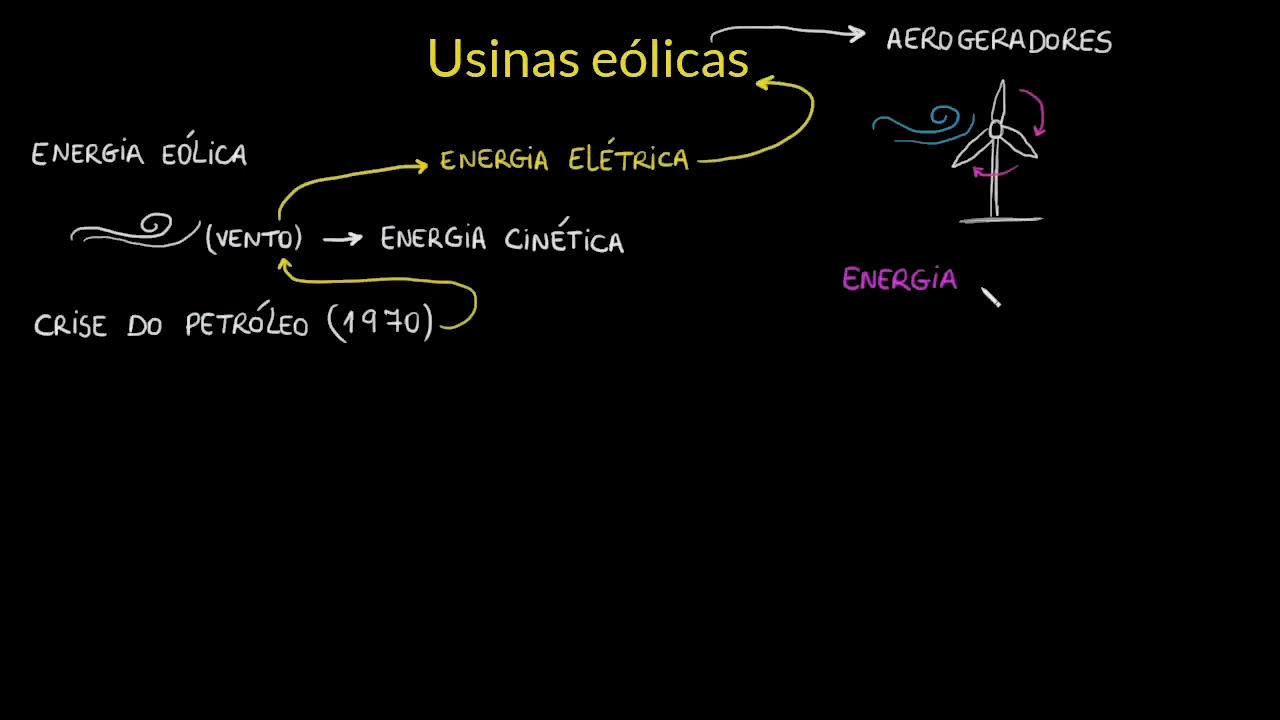 Usinas eólicas
AEROGERADORES
ENERGIA EÓLICA
ENERGIA ELÉTRICA
(VENTO)
ENERGIA CINÉTICA
ENERGIA
CRISE DO PETRÓLEO (1970)